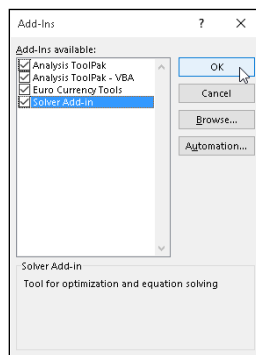 Add-Ins ? ×
Add-Ins available:
Analysis ToolPak
Analysis ToolPak - VBA
Euro Currency Tools
Solver Add-in
OK
Cancel
Browse...
Automation...
Solver Add-in
Tool for optimization and equation solving